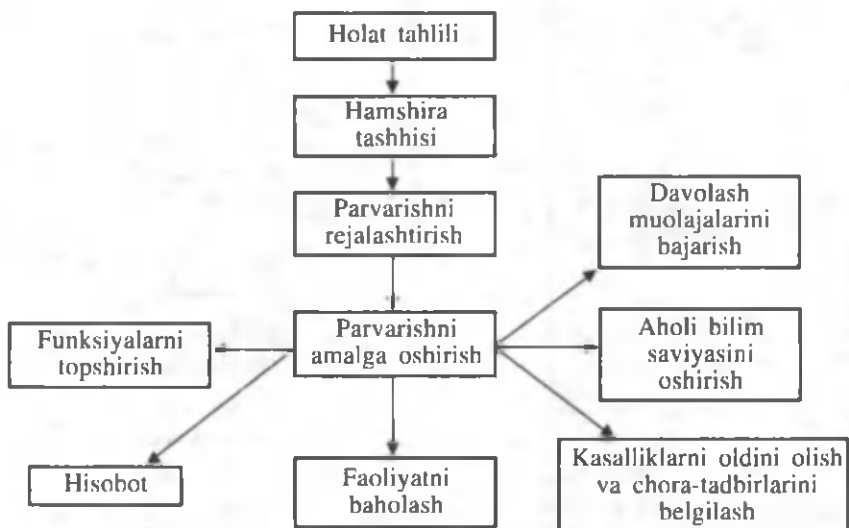 Holat tahlili
Hamshira
tashhisi
Parvarishni
rejalashtirish
Davolash
muolajalarini
bajarish
Funksiyalarni
topshirish
Parvarishni
amalga oshirish
Aholi bilim
saviyasini
oshirish
Hisobot
Faoliyatni
baholash
Kasalliklarni oldini olish
va chora-tadbirlarini
belgilash